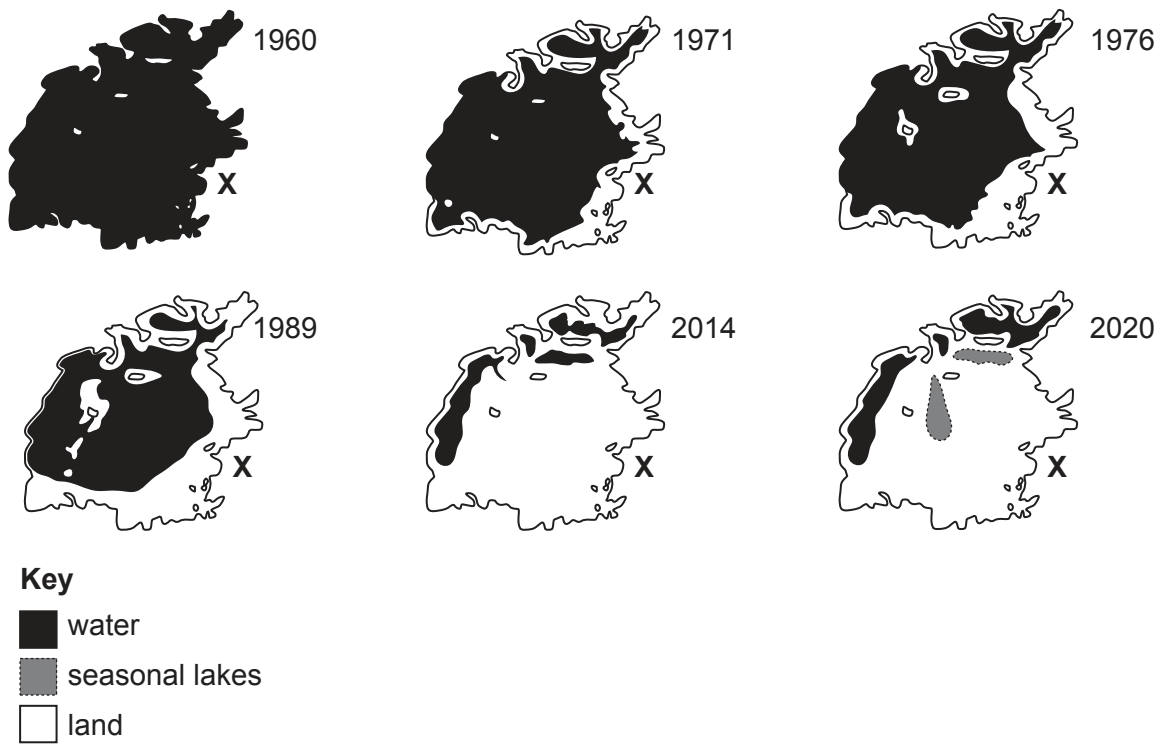 1960
X
1971
X
1976
X
1989
X
2014
X
2020
X
Key
water
seasonal lakes
land